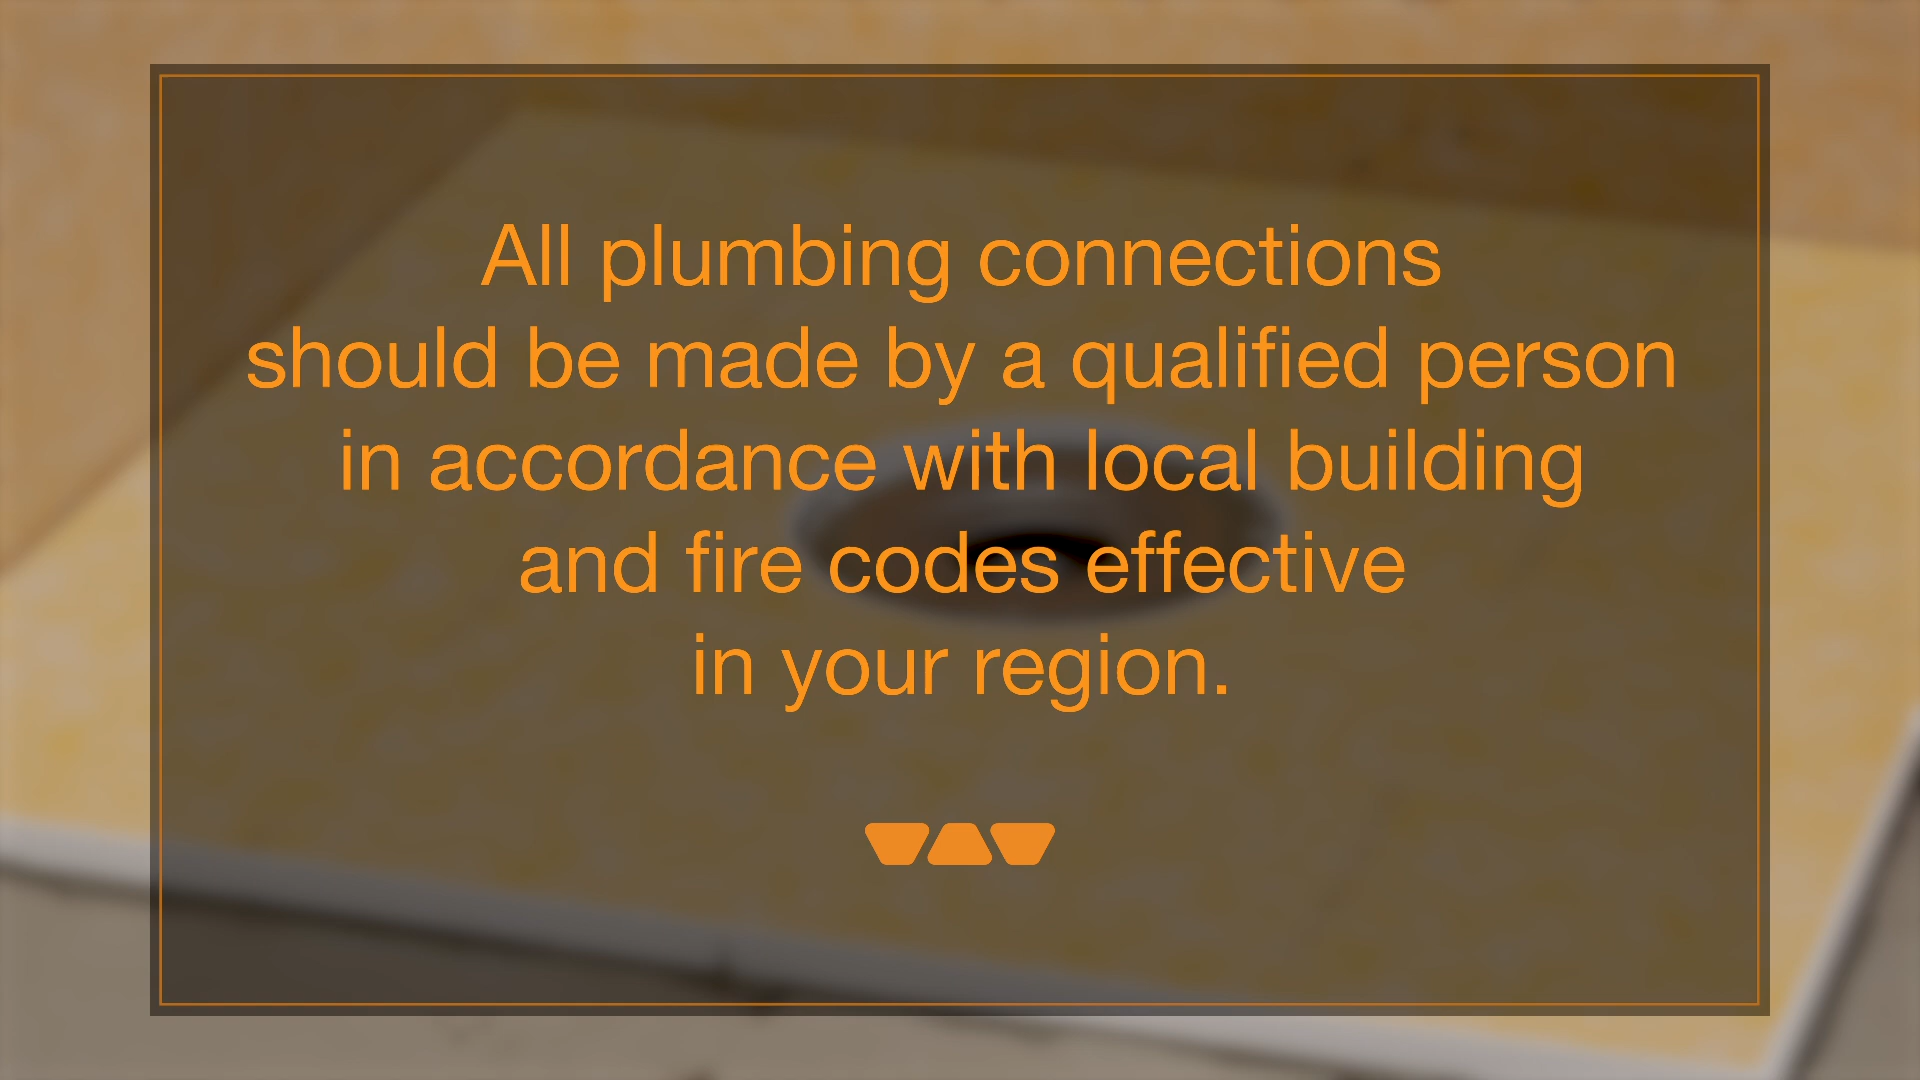 All plumbing connections
should be made by a qualified person
in accordance with local building
and fire codes effective
in your region.